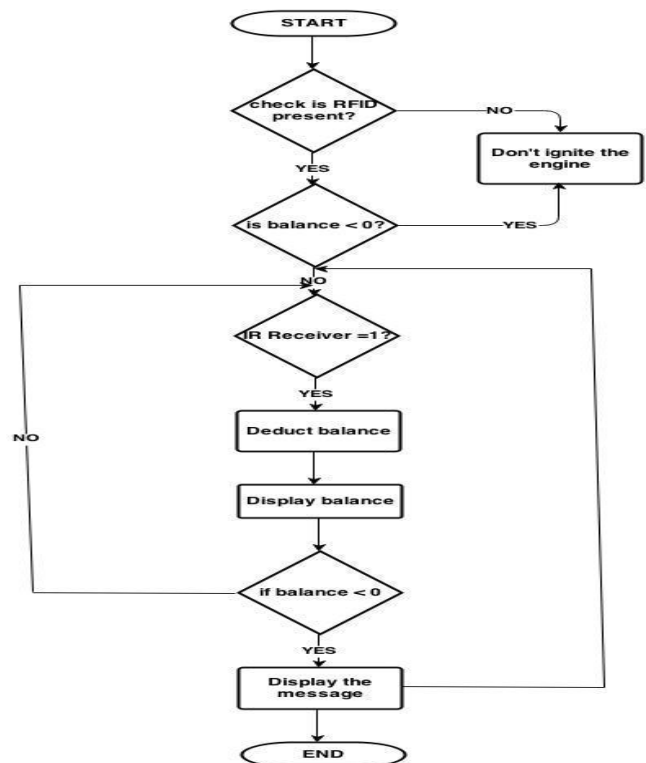 START
check is RFID
present?
NO
Don't ignite the
engine
YES
is balance < 0?
YES
NO
IR Receiver =1?
YES
Deduct balance
NO
Display balance
if balance < 0
YES
Display the
message
END